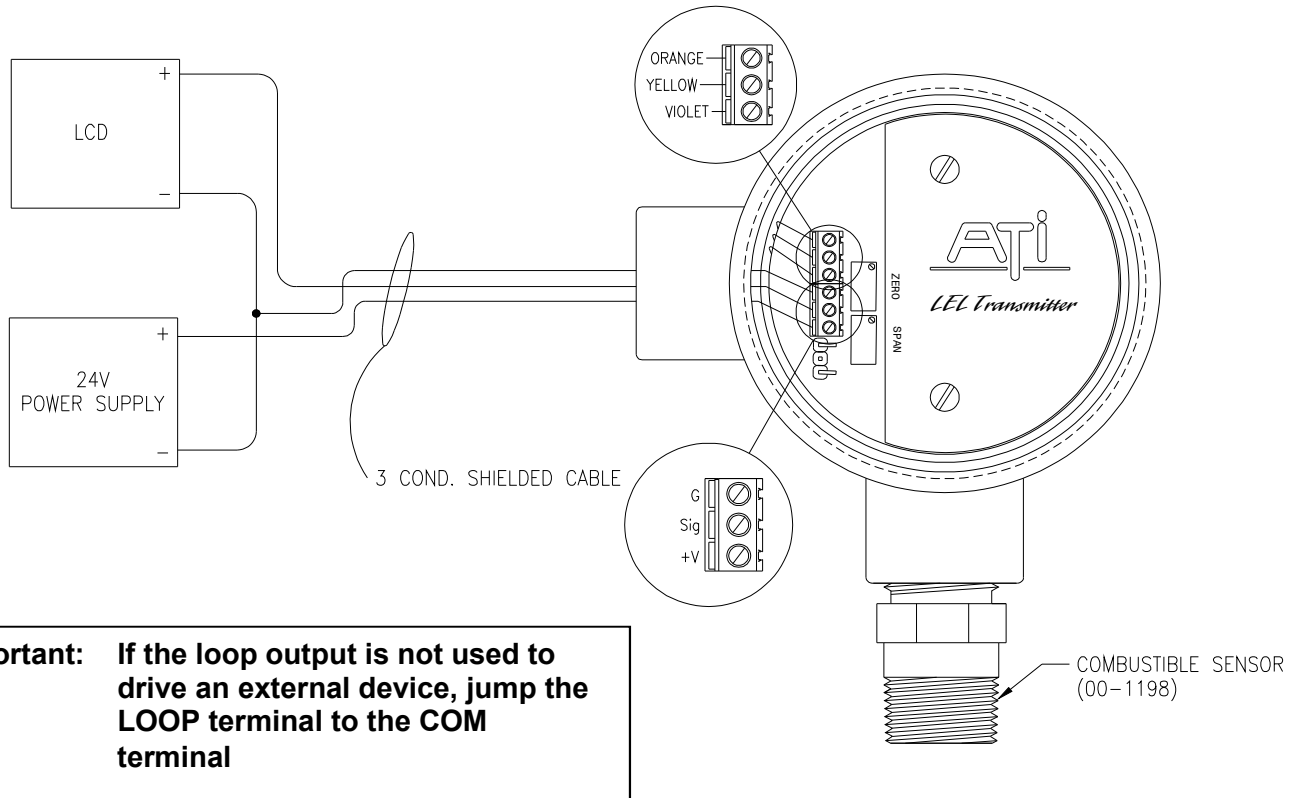 ORANGE
YELLOW
VIOLET
+
LCD
–
+
24V
POWER SUPPLY
–
3 COND. SHIELDED CABLE
ATi
LEL Transmitter
ZERO
SPAN
G
Sig
+V
COMBUSTIBLE SENSOR
(00-1198)
ortant: If the loop output is not used to
drive an external device, jump the
LOOP terminal to the COM
terminal